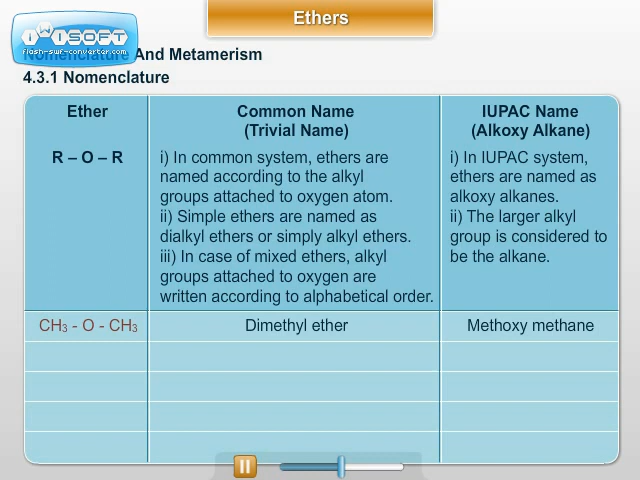 Ethers
iWiSOFT
flash-swf-converter.com
Nomenclature And Metamerism
4.3.1 Nomenclature
Ether
Common Name
(Trivial Name)
IUPAC Name
(Alkoxy Alkane)
R – O – R
i) In common system, ethers are
named according to the alkyl
groups attached to oxygen atom.
ii) Simple ethers are named as
dialkyl ethers or simply alkyl ethers.
iii) In case of mixed ethers, alkyl
groups attached to oxygen are
written according to alphabetical order.
i) In IUPAC system,
ethers are named as
alkoxy alkanes.
ii) The larger alkyl
group is considered to
be the alkane.
CH₃ - O - CH₃
Dimethyl ether
Methoxy methane